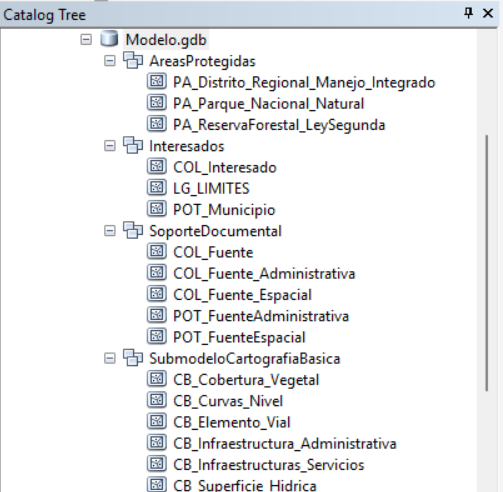 Catalog Tree
Modelo.gdb
AreasProtegidas
PA_Distrito_Regional_Manejo_Integrado
PA_Parque_Nacional_Natural
PA_ReservaForestal_LeySegunda
Interesados
COL_Interesado
LG_LIMITES
POT_Municipio
SoporteDocumental
COL_Fuente
COL_Fuente_Administrativa
COL_Fuente_Espacial
POT_FuenteAdministrativa
POT_FuenteEspacial
SubmodeloCartografiaBasica
CB_Cobertura_Vegetal
CB_Curvas_Nivel
CB_Elemento_Vial
CB_Infraestructura_Administrativa
CB_Infraestructuras_Servicios
CB_Superficie_Hidrica